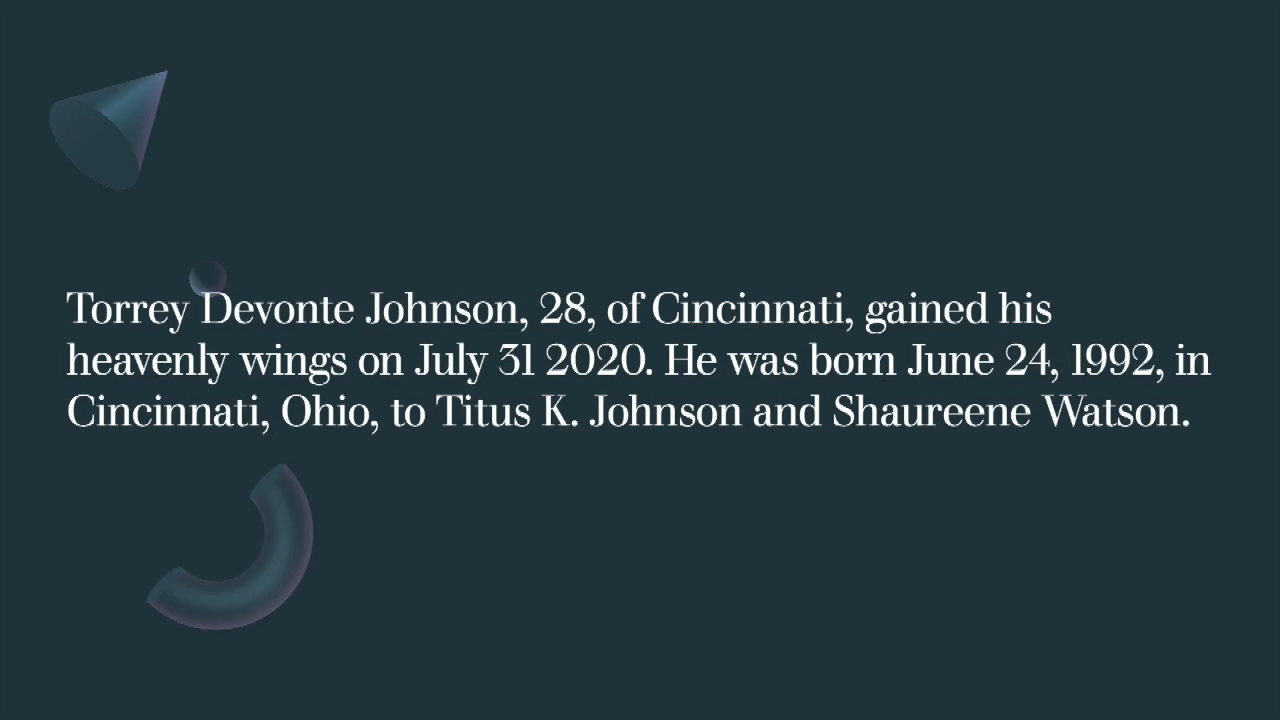 Torrey Devonte Johnson, 28, of Cincinnati, gained his
heavenly wings on July 31 2020. He was born June 24, 1992, in
Cincinnati, Ohio, to Titus K. Johnson and Shaureene Watson.